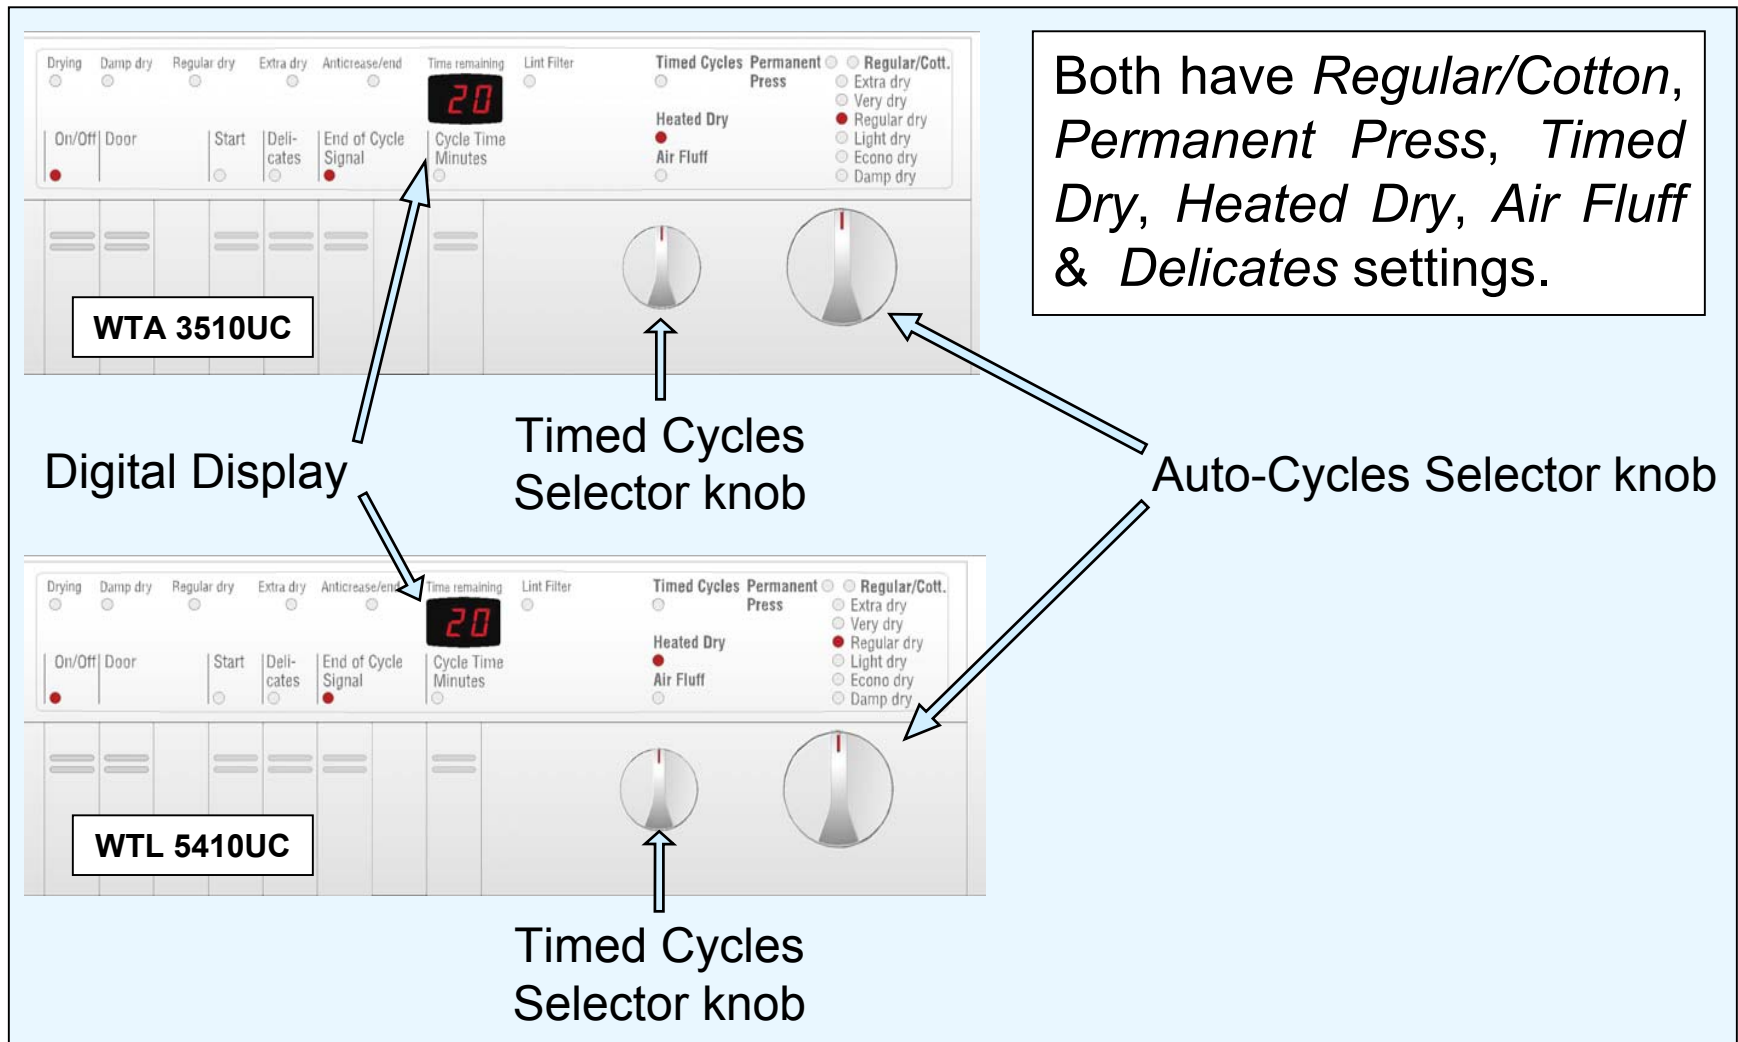 Drying Damp dry Regular dry Extra dry Anticrease/end Time remaining Lint Filter
20
On/Off Door Start Deli-
cates End of Cycle
Signal Cycle Time
Minutes
Timed Cycles Permanent
Press Regular/Cott.
Extra dry
Very dry
Heated Dry Regular dry
Light dry
Air Fluff Econo dry
Damp dry
WTA 3510UC
Both have Regular/Cotton,
Permanent Press, Timed
Dry, Heated Dry, Air Fluff
& Delicates settings.
Digital Display
Timed Cycles
Selector knob
Auto-Cycles Selector knob
Drying Damp dry Regular dry Extra dry Anticrease/end Time remaining Lint Filter
20
On/Off Door Start Deli-
cates End of Cycle
Signal Cycle Time
Minutes
Timed Cycles Permanent
Press Regular/Cott.
Extra dry
Very dry
Heated Dry Regular dry
Light dry
Air Fluff Econo dry
Damp dry
WTL 5410UC
Timed Cycles
Selector knob